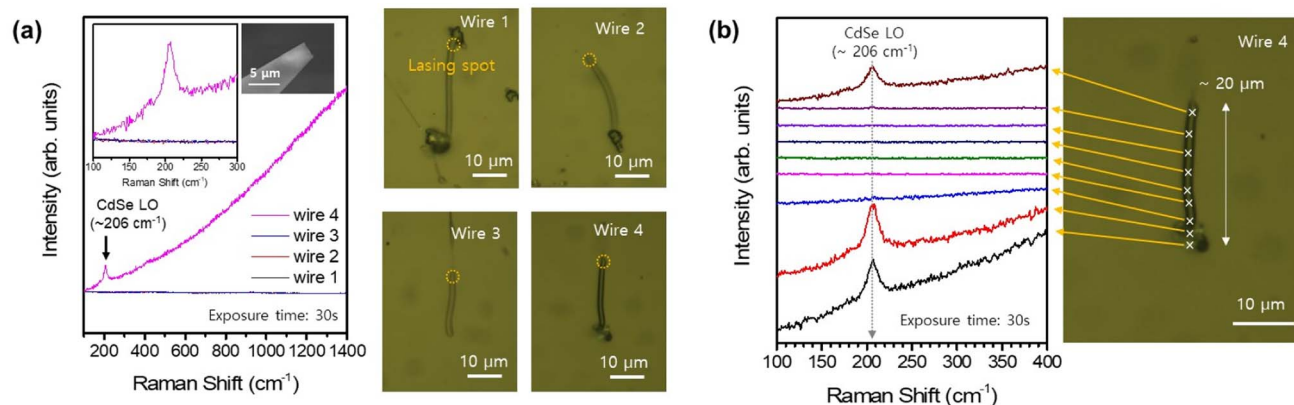 (a)
Intensity (arb. units)
100 150 200 250 300
Raman Shift (cm⁻¹)
5 μm
CdSe LO
(~206 cm⁻¹)
wire 4
wire 3
wire 2
wire 1
Exposure time: 30s
200 400 600 800 1000 1200 1400
Raman Shift (cm⁻¹)
Wire 1
Lasing spot
10 μm
Wire 2
10 μm
Wire 3
10 μm
Wire 4
10 μm
(b)
Intensity (arb. units)
CdSe LO
(~ 206 cm⁻¹)
Exposure time: 30s
100 150 200 250 300 350 400
Raman Shift (cm⁻¹)
Wire 4
~ 20 μm
10 μm